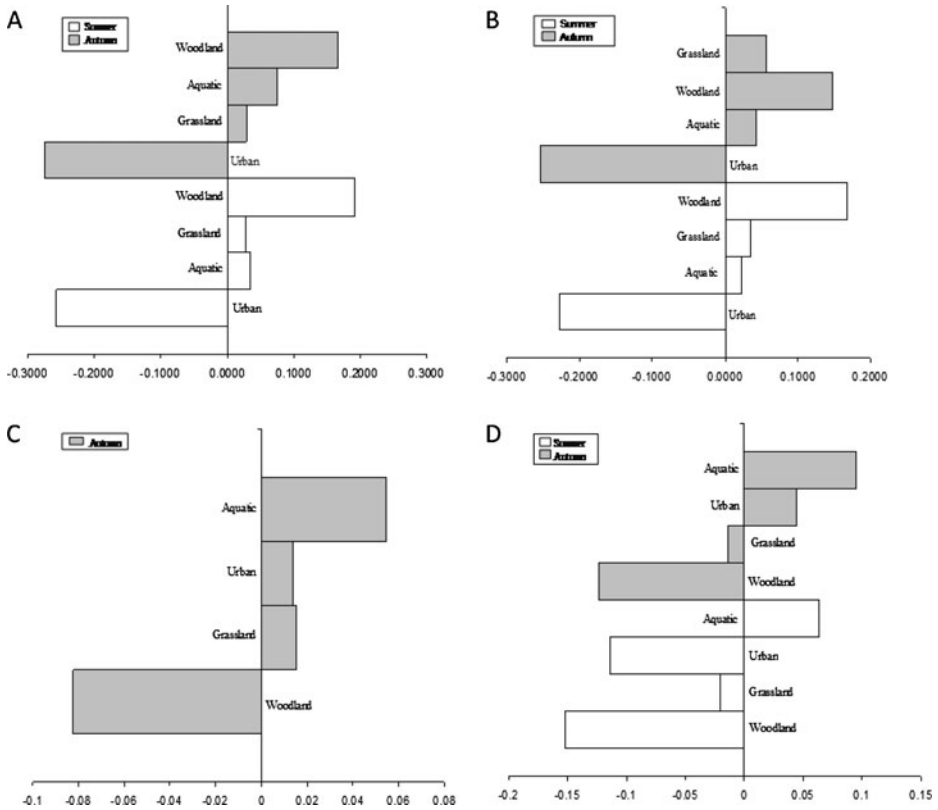 A
Summer
Autumn
Woodland
Aquatic
Grassland
Urban
Woodland
Grassland
Aquatic
Urban
-0.3000 -0.2000 -0.1000 0.0000 0.1000 0.2000 0.3000
B
Summer
Autumn
Grassland
Woodland
Aquatic
Urban
Woodland
Grassland
Aquatic
Urban
-0.3000 -0.2000 -0.1000 0.0000 0.1000 0.2000
C
Autumn
Aquatic
Urban
Grassland
Woodland
-0.1 -0.08 -0.06 -0.04 -0.02 0 0.02 0.04 0.06 0.08
D
Summer
Autumn
Aquatic
Urban
Grassland
Woodland
Aquatic
Urban
Grassland
Woodland
-0.2 -0.15 -0.1 -0.05 0 0.05 0.1 0.15